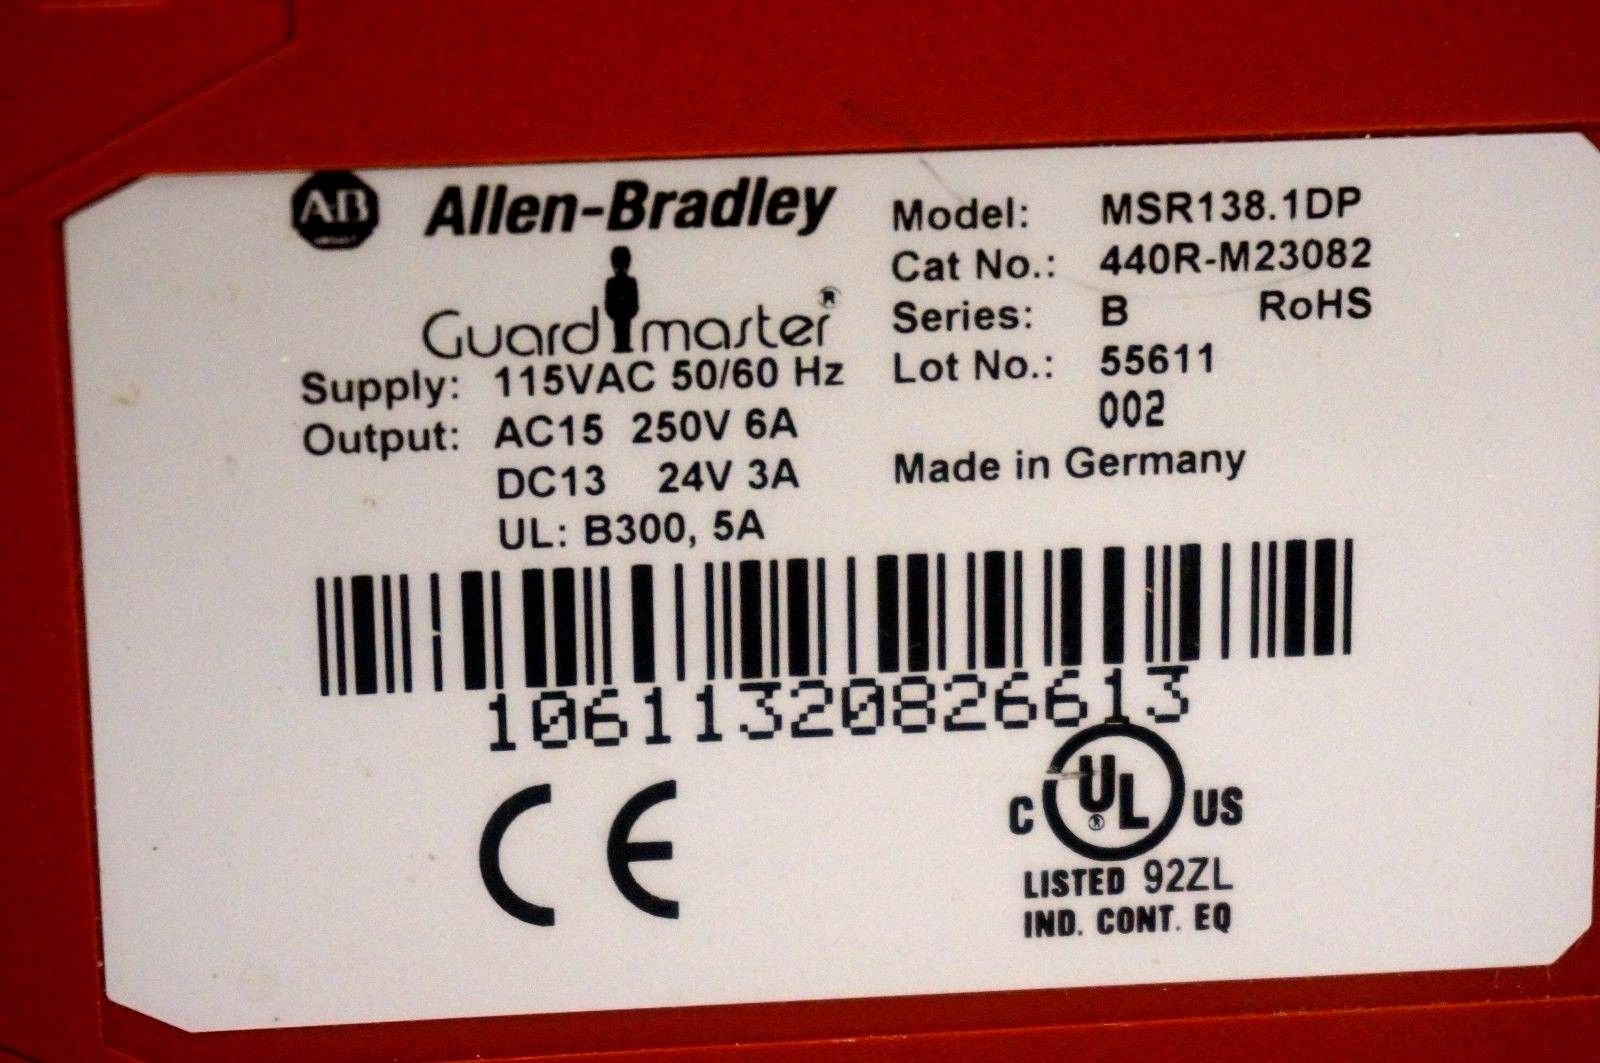 AB
Allen-Bradley
Guardmaster®
Supply: 115VAC 50/60 Hz
Output: AC15 250V 6A
DC13 24V 3A
UL: B300, 5A
Model: MSR138.1DP
Cat No.: 440R-M23082
Series: B RoHS
Lot No.: 55611
002
Made in Germany
10611320826613
CE
C UL® US
LISTED 92ZL
IND. CONT. EQ